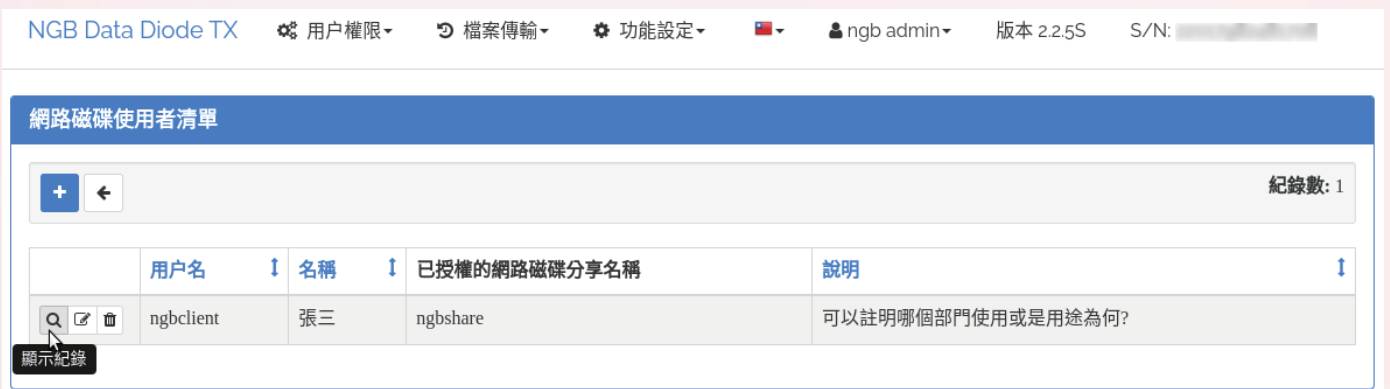 NGB Data Diode TX 用户權限 檔案傳輸 功能設定 ngb admin 版本 2.2.5S S/N:
網路磁碟使用者清單
紀錄數: 1
用户名 名稱 已授權的網路磁碟分享名稱 說明
ngbclient 張三 ngbshare 可以註明哪個部門使用或是用途為何?
顯示紀錄